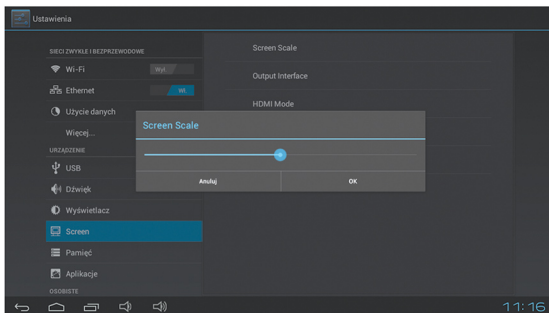 Ustawienia
SIECI ZWYKŁE I BEZPRZEWODOWE
Wi-Fi
Wył.
Ethernet
Wł.
Użycie danych
Więcej...
URZĄDZENIE
USB
Dźwięk
Wyświetlacz
Screen
Pamięć
Aplikacje
OSOBISTE
Screen Scale
Output Interface
HDMI Mode
Screen Scale
Anuluj
OK
11:16